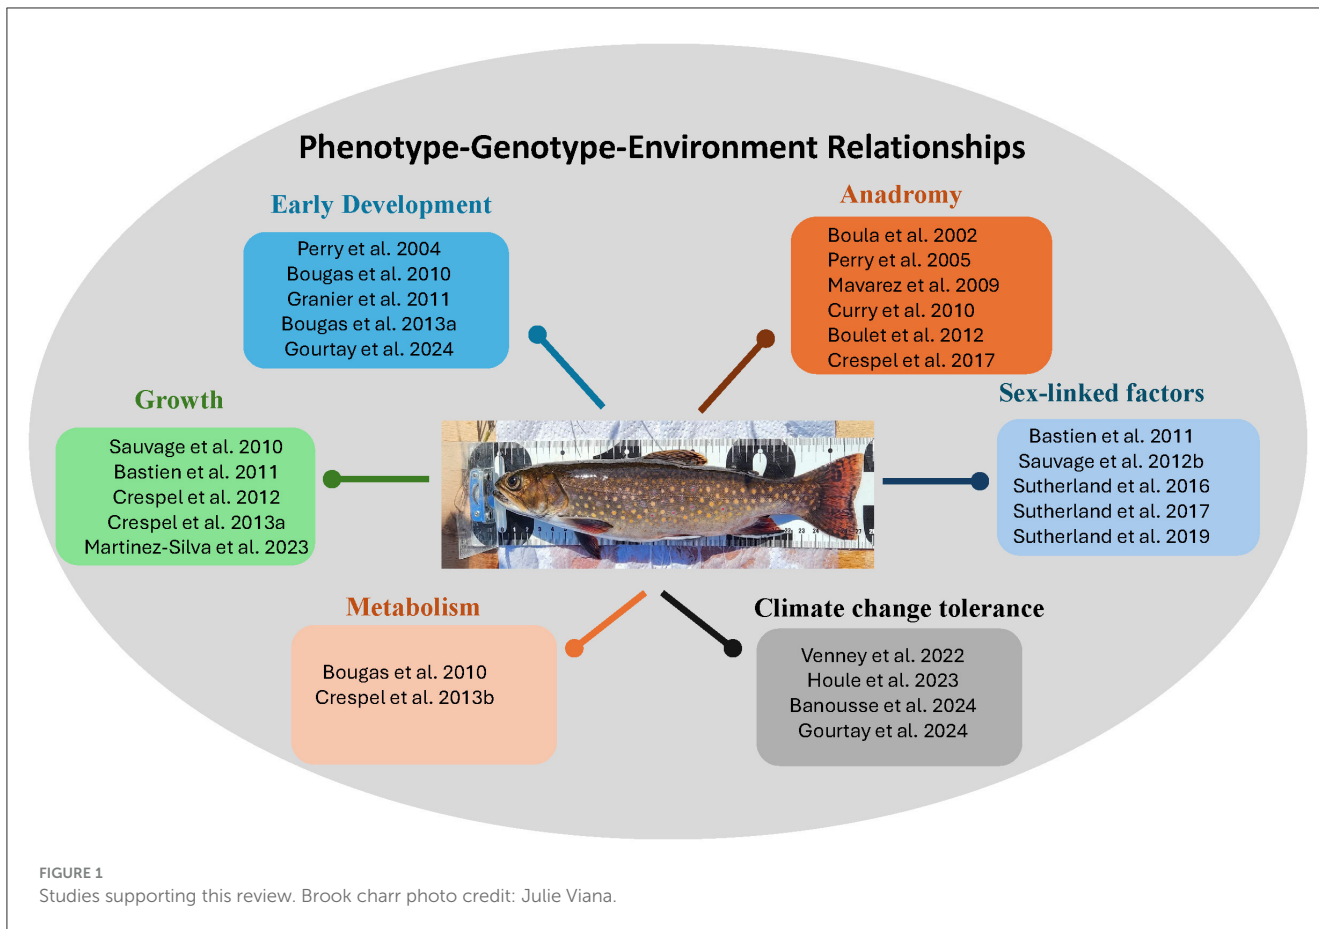 Phenotype-Genotype-Environment Relationships
Early Development
Perry et al. 2004
Bougas et al. 2010
Granier et al. 2011
Bougas et al. 2013a
Gourtay et al. 2024
Anadromy
Boula et al. 2002
Perry et al. 2005
Mavarez et al. 2009
Curry et al. 2010
Boulet et al. 2012
Crespel et al. 2017
Growth
Sauvage et al. 2010
Bastien et al. 2011
Crespel et al. 2012
Crespel et al. 2013a
Martinez-Silva et al. 2023
Sex-linked factors
Bastien et al. 2011
Sauvage et al. 2012b
Sutherland et al. 2016
Sutherland et al. 2017
Sutherland et al. 2019
Metabolism
Bougas et al. 2010
Crespel et al. 2013b
Climate change tolerance
Venney et al. 2022
Houle et al. 2023
Banousse et al. 2024
Gourtay et al. 2024
FIGURE 1
Studies supporting this review. Brook charr photo credit: Julie Viana.